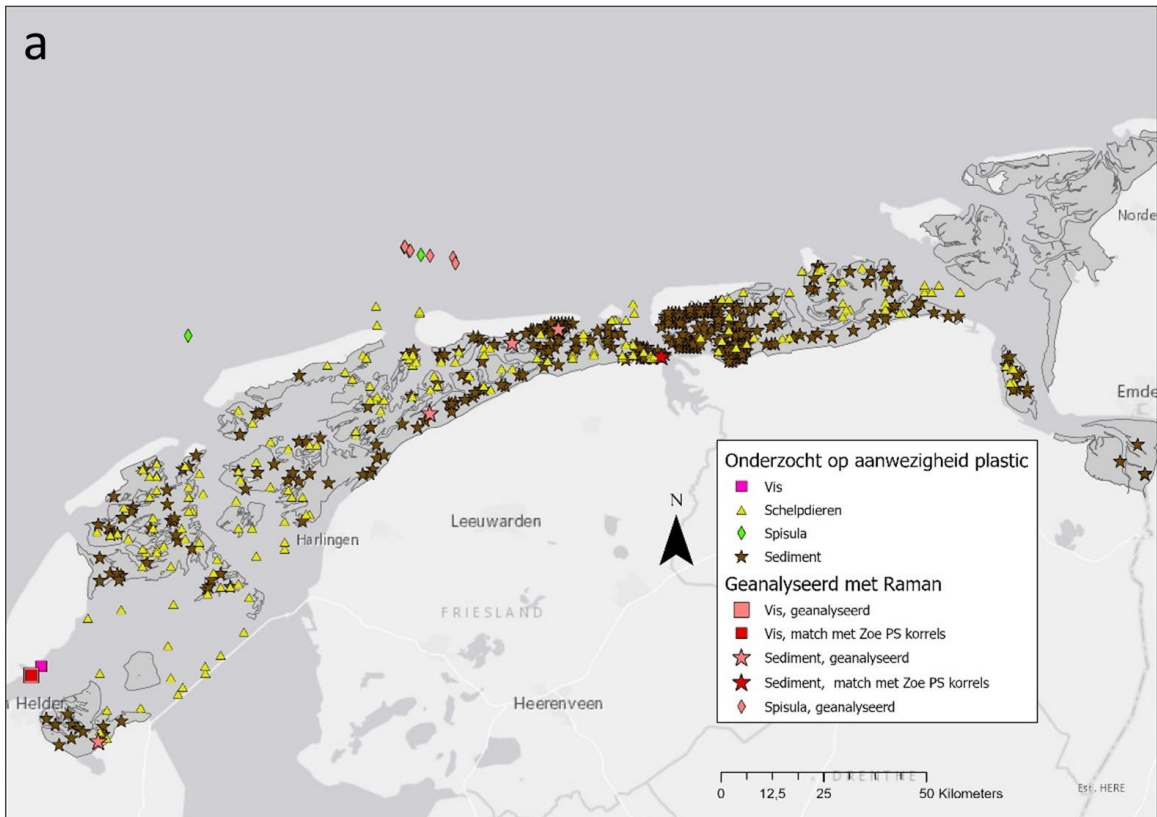 a
Norde
Emde
Leeuwarden
Harlingen
FRIESLAND
n Helder
Heerenveen
DRENTHE
N
Onderzocht op aanwezigheid plastic
Vis
Schelpdieren
Spisula
Sediment
Geanalyseerd met Raman
Vis, geanalyseerd
Vis, match met Zoe PS korrels
Sediment, geanalyseerd
Sediment, match met Zoe PS korrels
Spisula, geanalyseerd
0 12,5 25 50 Kilometers
Esri, HERE